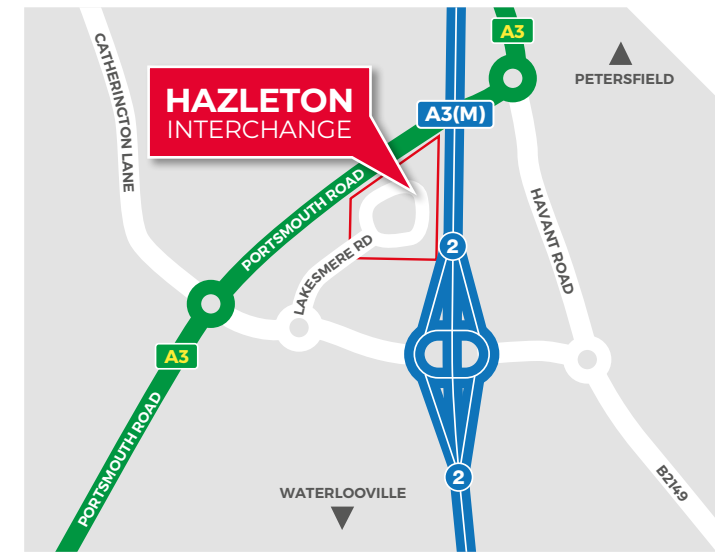 A3
PETERSFIELD
CATHERINGTON LANE
HAZLETON
INTERCHANGE
A3(M)
PORTSMOUTH ROAD
HAVANT ROAD
LAKESMERE RD
2
A3
PORTSMOUTH ROAD
2
B2149
WATERLOOVILLE